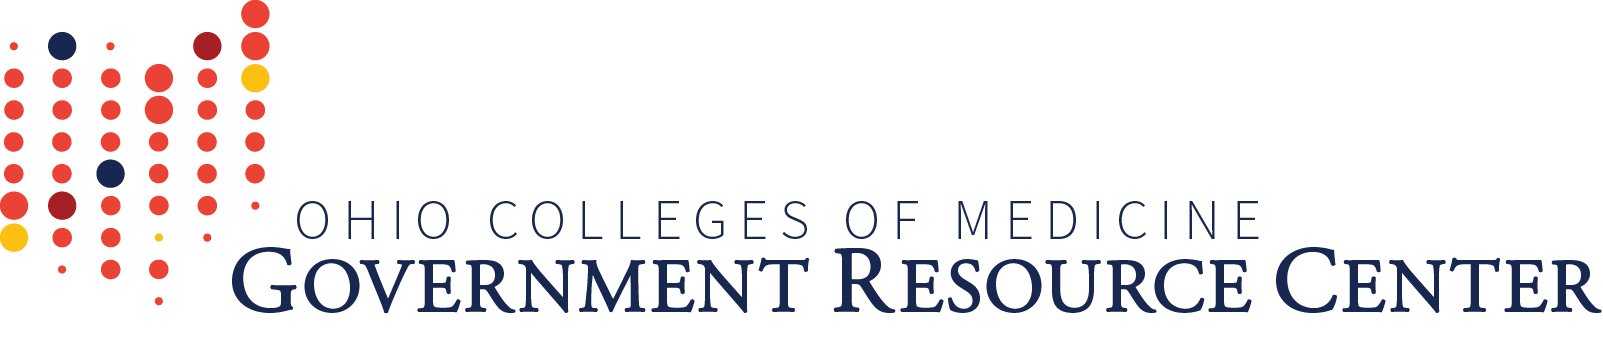 OHIO COLLEGES OF MEDICINE
GOVERNMENT RESOURCE CENTER